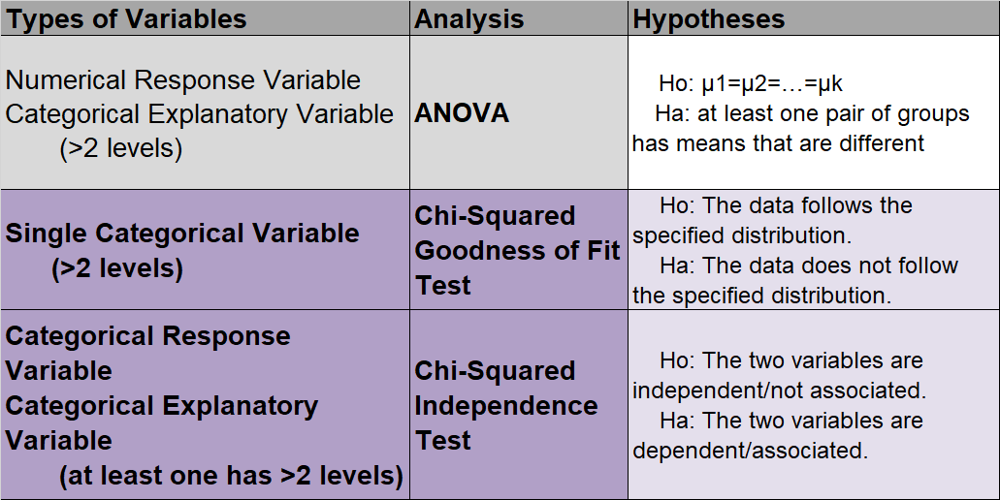 Types of Variables
Analysis
Hypotheses
Numerical Response Variable
Categorical Explanatory Variable
(>2 levels)
ANOVA
Ho: µ1=µ2=…=µk
Ha: at least one pair of groups
has means that are different
Single Categorical Variable
(>2 levels)
Chi-Squared
Goodness of Fit
Test
Ho: The data follows the
specified distribution.
Ha: The data does not follow
the specified distribution.
Categorical Response
Variable
Categorical Explanatory
Variable
(at least one has >2 levels)
Chi-Squared
Independence
Test
Ho: The two variables are
independent/not associated.
Ha: The two variables are
dependent/associated.